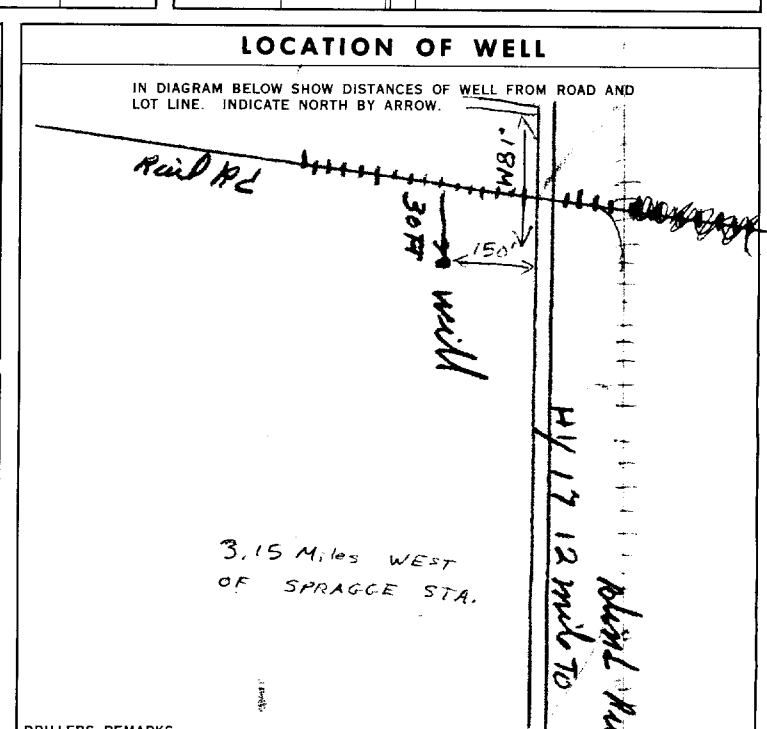 LOCATION OF WELL
IN DIAGRAM BELOW SHOW DISTANCES OF WELL FROM ROAD AND
LOT LINE. INDICATE NORTH BY ARROW.
Rail Rd
.18M
30 FT
150'
well
HY 17 12 mile TO
Blind
3.15 Miles WEST
OF SPRAGGE STA.
DRILLERS REMARKS